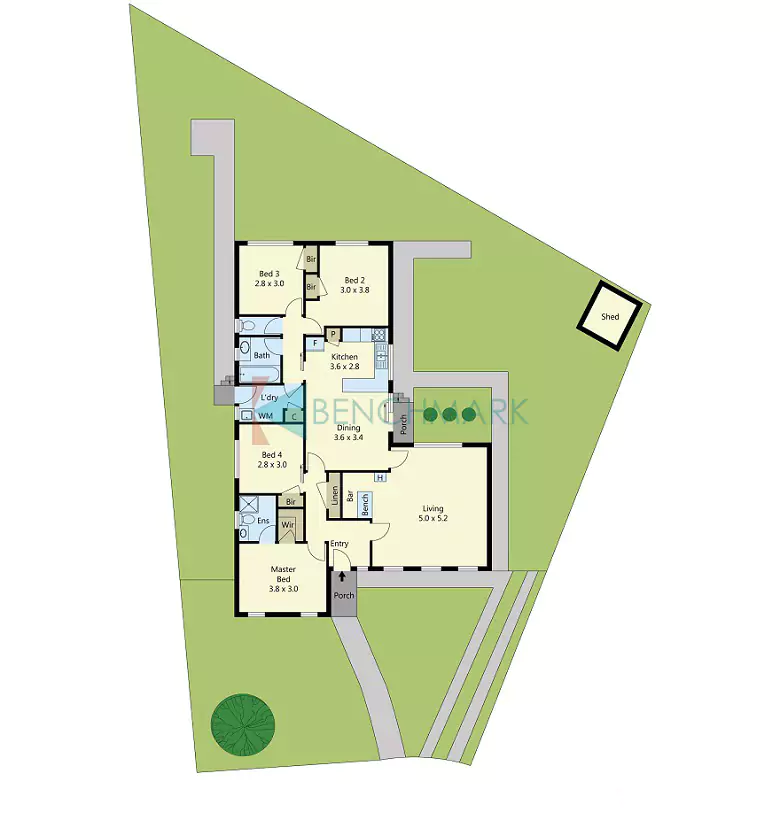 Bed 3
2.8 x 3.0
Bir
Bir
Bed 2
3.0 x 3.8
Shed
P
F
Kitchen
3.6 x 2.8
Bath
L'dry
WM
C
BENCHMARK
Dining
3.6 x 3.4
Porch
Bed 4
2.8 x 3.0
Bir
Linen
Bar
Bench
H
Living
5.0 x 5.2
Ens
Wir
Entry
Master
Bed
3.8 x 3.0
Porch